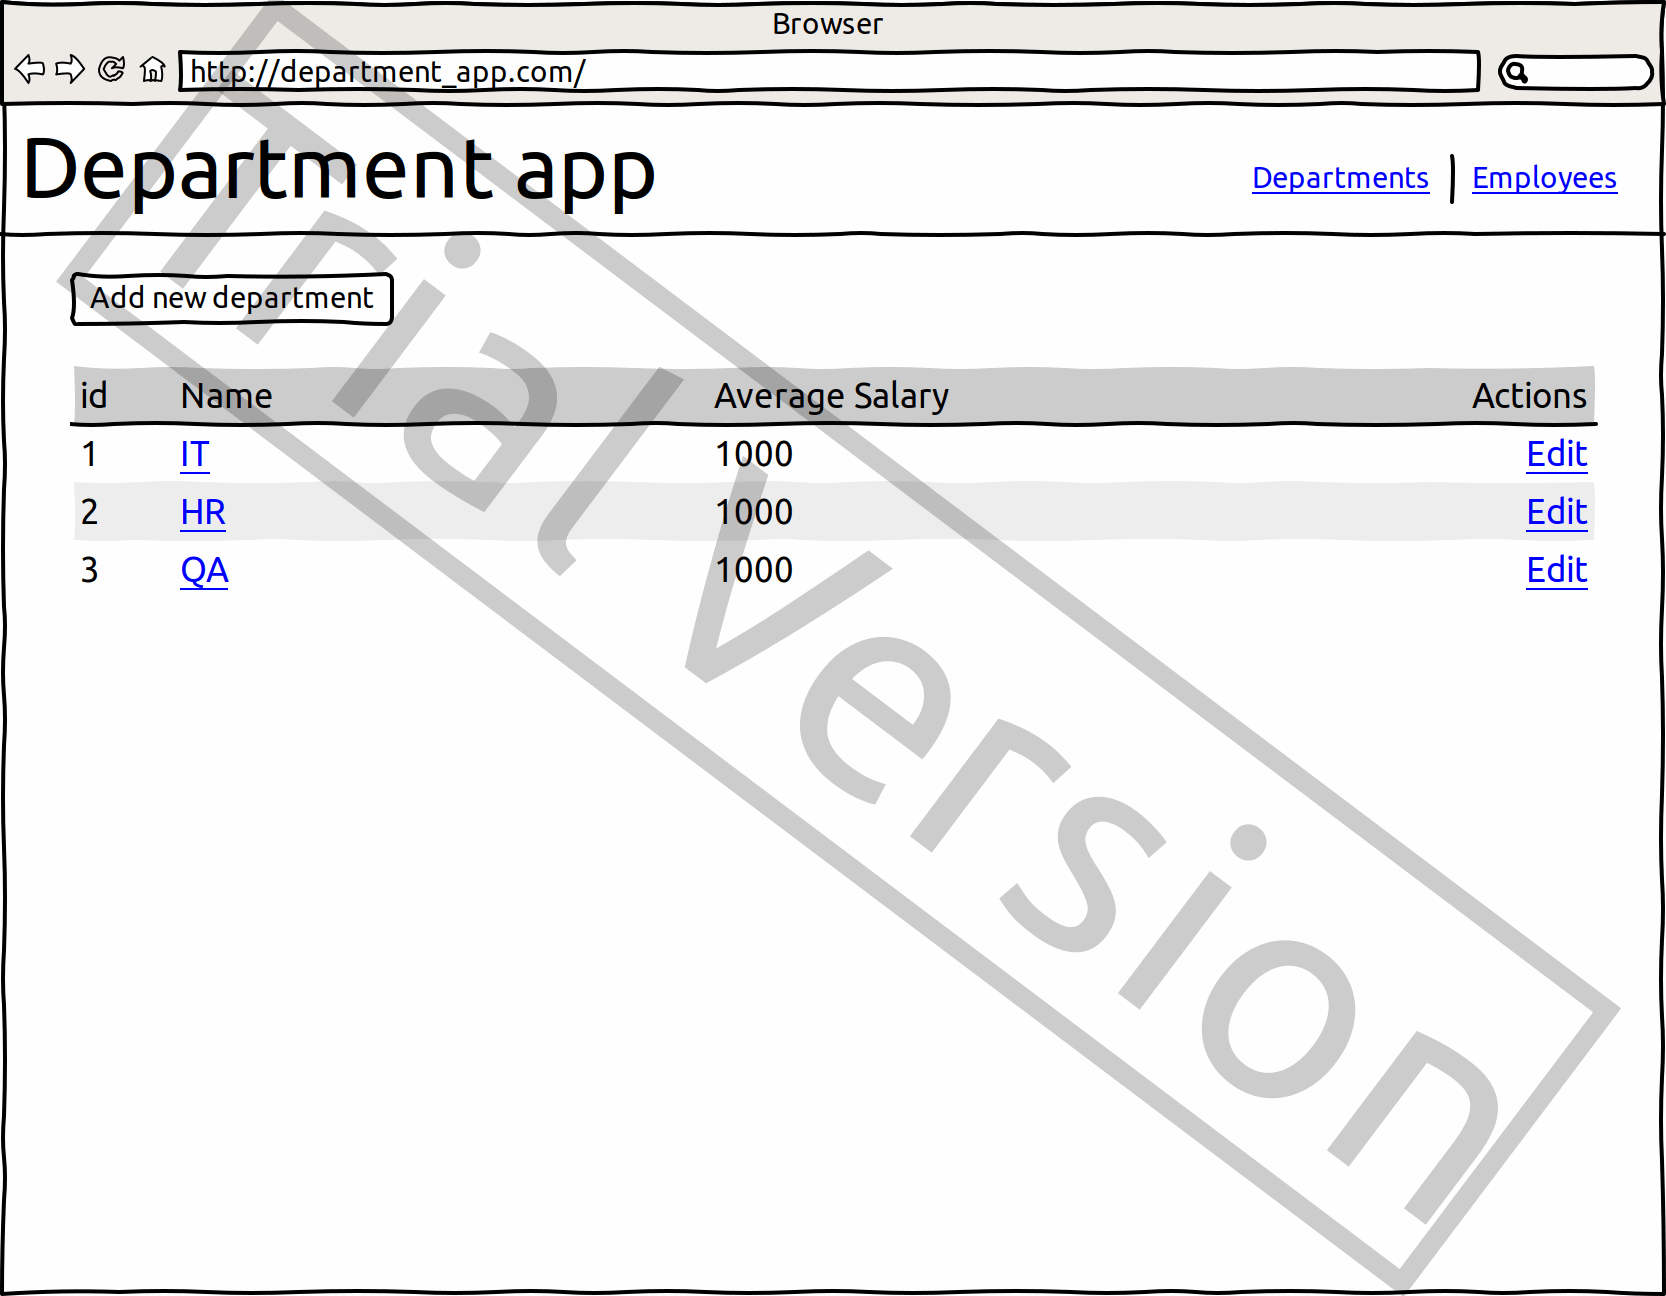 Browser
http://department_app.com/
Department app
Departments Employees
Add new department
id Name Average Salary Actions
1 IT 1000 Edit
2 HR 1000 Edit
3 QA 1000 Edit
Trial Version